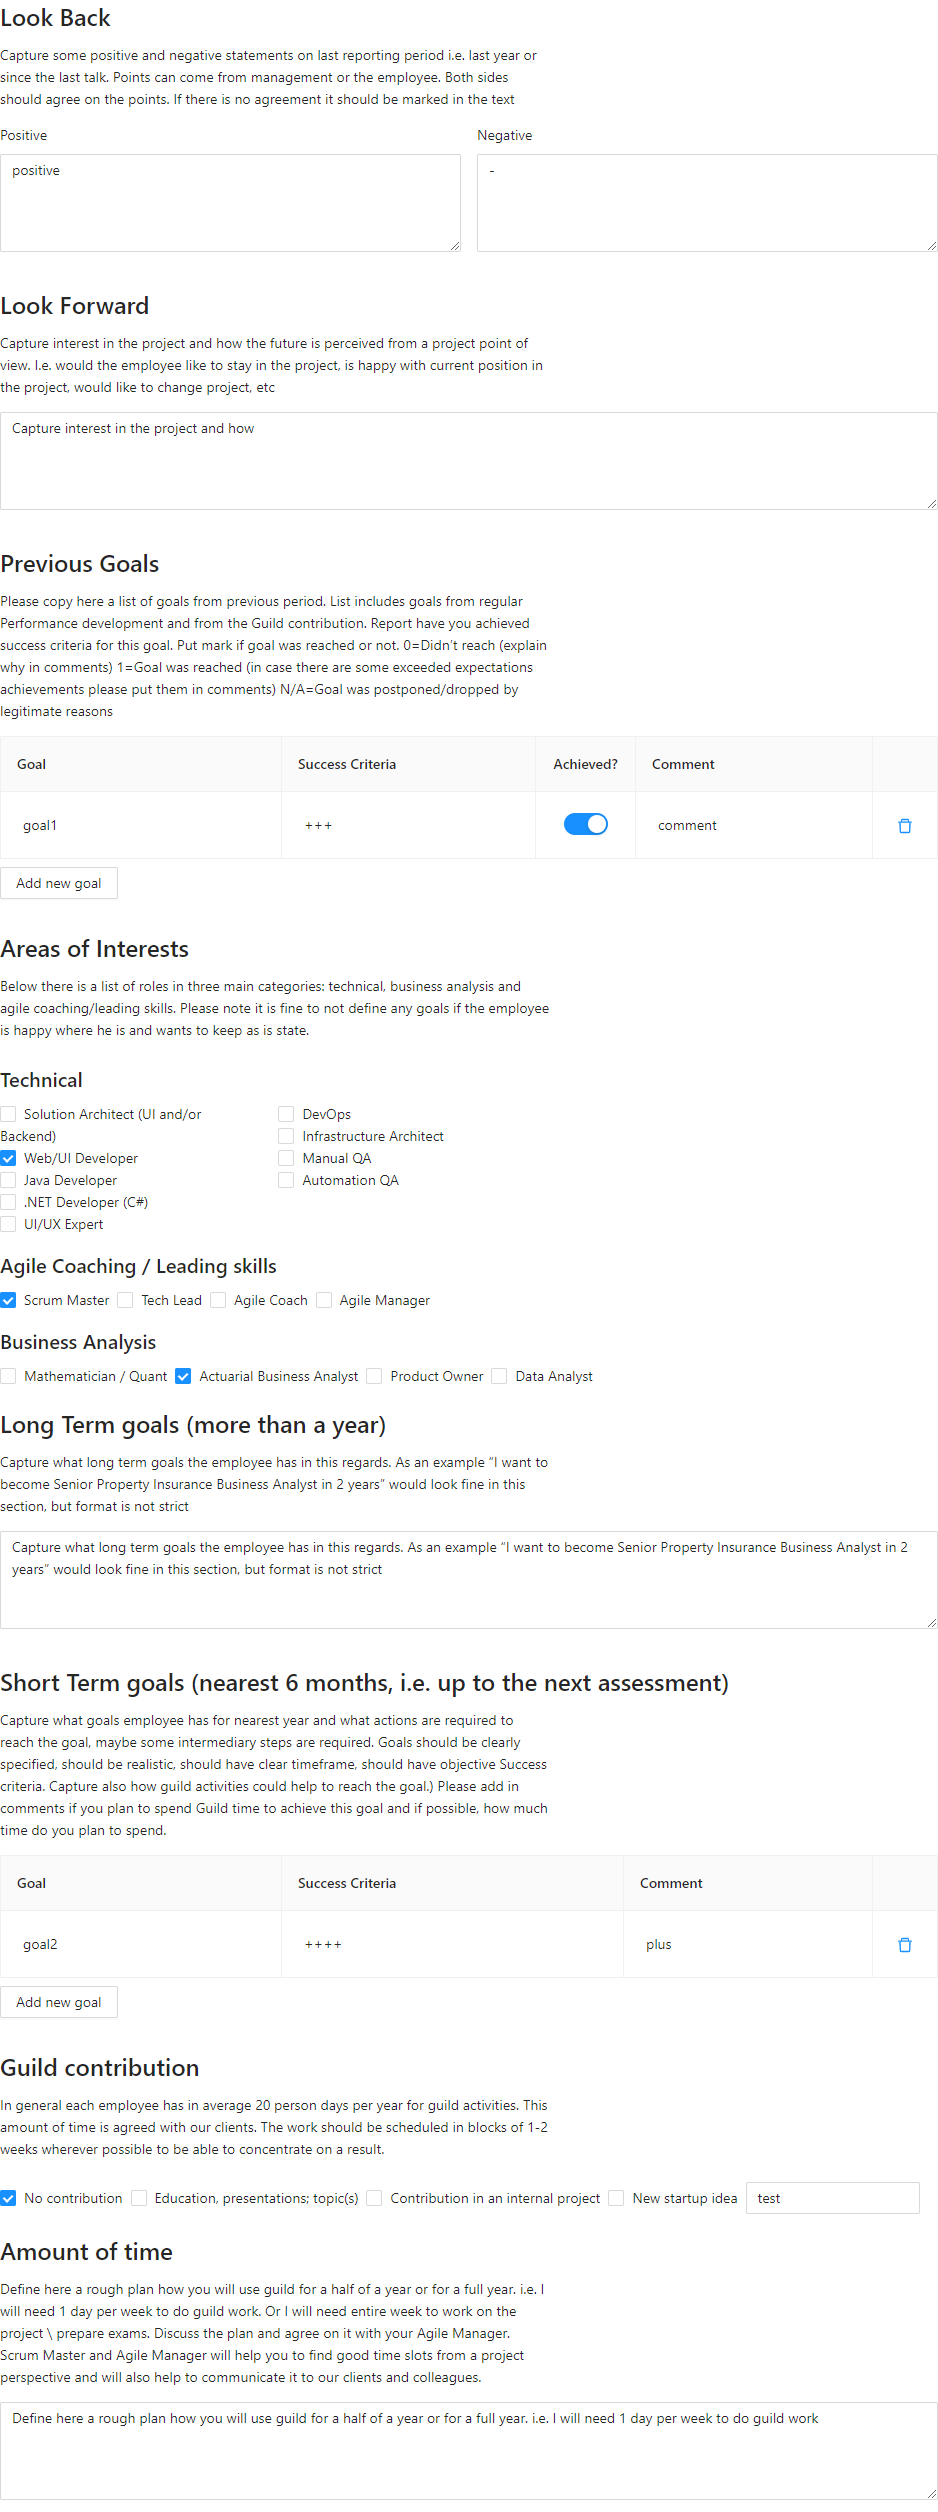 Look Back
Capture some positive and negative statements on last reporting period i.e. last year or
since the last talk. Points can come from management or the employee. Both sides
should agree on the points. If there is no agreement it should be marked in the text
Positive
Negative
positive
-
Look Forward
Capture interest in the project and how the future is perceived from a project point of
view. I.e. would the employee like to stay in the project, is happy with current position in
the project, would like to change project, etc
Capture interest in the project and how
Previous Goals
Please copy here a list of goals from previous period. List includes goals from regular
Performance development and from the Guild contribution. Report have you achieved
success criteria for this goal. Put mark if goal was reached or not. 0=Didn't reach (explain
why in comments) 1=Goal was reached (in case there are some exceeded expectations
achievements please put them in comments) N/A=Goal was postponed/dropped by
legitimate reasons
Goal Success Criteria Achieved? Comment
goal1 +++ comment
Add new goal
Areas of Interests
Below there is a list of roles in three main categories: technical, business analysis and
agile coaching/leading skills. Please note it is fine to not define any goals if the employee
is happy where he is and wants to keep as is state.
Technical
Solution Architect (UI and/or
Backend)
Web/UI Developer
Java Developer
.NET Developer (C#)
UI/UX Expert
DevOps
Infrastructure Architect
Manual QA
Automation QA
Agile Coaching / Leading skills
Scrum Master Tech Lead Agile Coach Agile Manager
Business Analysis
Mathematician / Quant Actuarial Business Analyst Product Owner Data Analyst
Long Term goals (more than a year)
Capture what long term goals the employee has in this regards. As an example “I want to
become Senior Property Insurance Business Analyst in 2 years” would look fine in this
section, but format is not strict
Capture what long term goals the employee has in this regards. As an example “I want to become Senior Property Insurance Business Analyst in 2
years” would look fine in this section, but format is not strict
Short Term goals (nearest 6 months, i.e. up to the next assessment)
Capture what goals employee has for nearest year and what actions are required to
reach the goal, maybe some intermediary steps are required. Goals should be clearly
specified, should be realistic, should have clear timeframe, should have objective Success
criteria. Capture also how guild activities could help to reach the goal.) Please add in
comments if you plan to spend Guild time to achieve this goal and if possible, how much
time do you plan to spend.
Goal Success Criteria Comment
goal2 ++++ plus
Add new goal
Guild contribution
In general each employee has in average 20 person days per year for guild activities. This
amount of time is agreed with our clients. The work should be scheduled in blocks of 1-2
weeks wherever possible to be able to concentrate on a result.
No contribution Education, presentations; topic(s) Contribution in an internal project New startup idea test
Amount of time
Define here a rough plan how you will use guild for a half of a year or for a full year. i.e. I
will need 1 day per week to do guild work. Or I will need entire week to work on the
project \ prepare exams. Discuss the plan and agree on it with your Agile Manager.
Scrum Master and Agile Manager will help you to find good time slots from a project
perspective and will also help to communicate it to our clients and colleagues.
Define here a rough plan how you will use guild for a half of a year or for a full year. i.e. I will need 1 day per week to do guild work